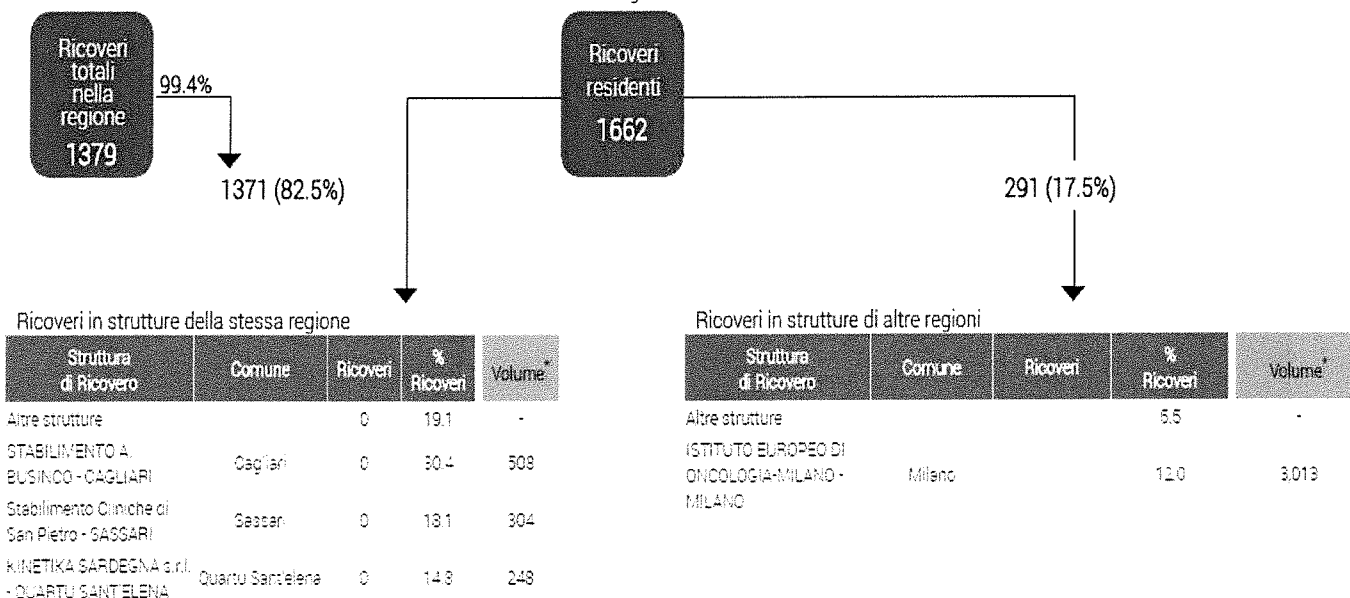 Ricoveri
totali
nella
regione
1379
99.4%
1371 (82.5%)
Ricoveri
residenti
1662
291 (17.5%)
Ricoveri in strutture della stessa regione
Struttura di Ricovero Comune Ricoveri % Ricoveri Volume*
Altre strutture 0 19.1 -
STABILIMENTO A.
BUSINCO - CAGLIARI Cagliari 0 30.4 508
Stabilimento Cliniche di
San Pietro - SASSARI Sassari 0 18.1 304
KINETIKA SARDEGNA s.r.l.
- QUARTU SANT'ELENA Quartu Sant'elena 0 14.8 248
Ricoveri in strutture di altre regioni
Struttura di Ricovero Comune Ricoveri % Ricoveri Volume*
Altre strutture 5.5 -
ISTITUTO EUROPEO DI
ONCOLOGIA-MILANO -
MILANO Milano 12.0 3,013